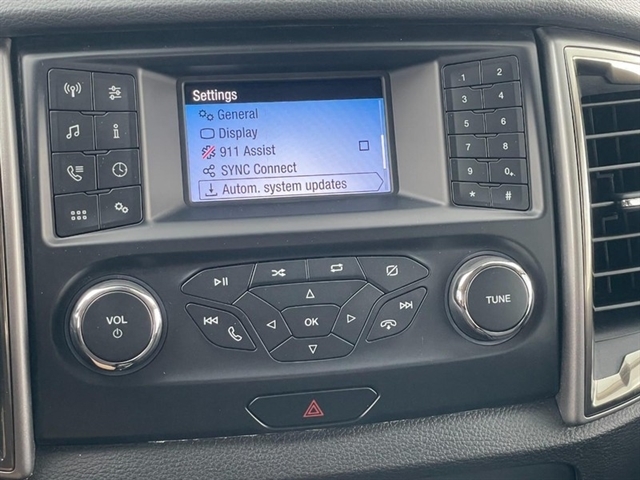 Settings
General
Display
911 Assist
SYNC Connect
Autom. system updates
1 2
3 4
5 6
7 8
9 0+
* #
VOL
OK
TUNE
i